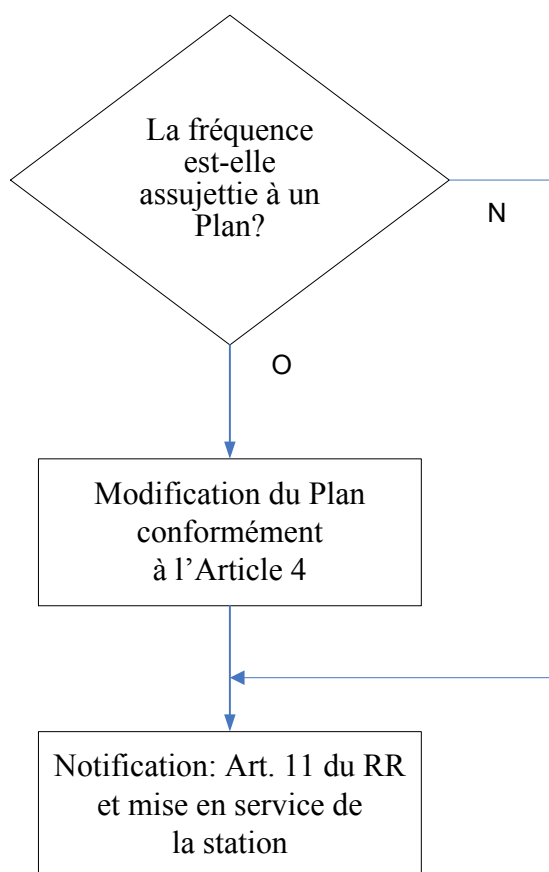 La fréquence
est-elle
assujettie à un
Plan?
N
O
Modification du Plan
conformément
à l’Article 4
Notification: Art. 11 du RR
et mise en service de
la station